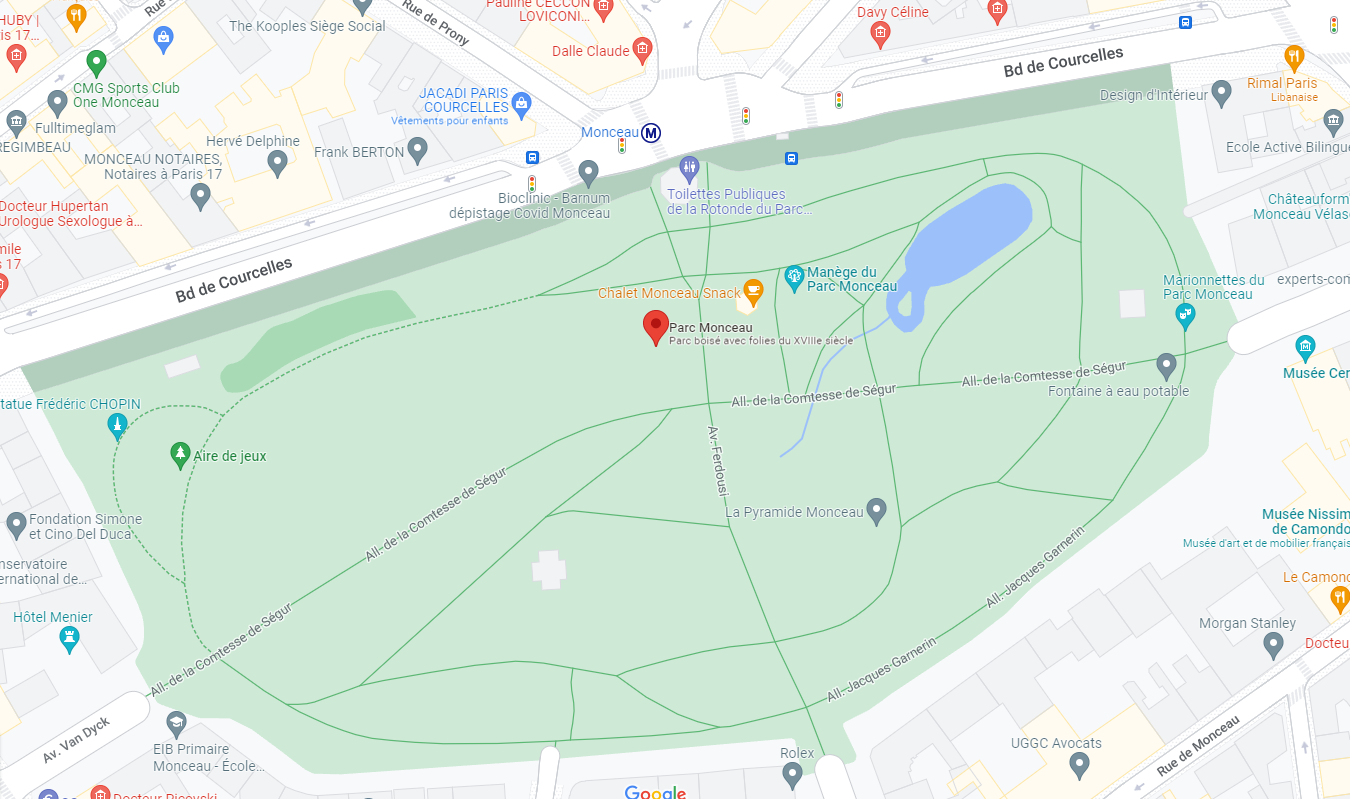 HUBY |
is 17...
Rue
Rue de Prony
The Kooples Siège Social
Pauline CECCON
LOVICONI...
Davy Céline
Dalle Claude
Bd de Courcelles
CMG Sports Club
One Monceau
JACADI PARIS
COURCELLES
Vêtements pour enfants
Rimal Paris
Libanaise
Design d'Intérieur
Fulltimeglam
REGIMBEAU
Hervé Delphine
Frank BERTON
Monceau
M
Ecole Active Bilingue
MONCEAU NOTAIRES,
Notaires à Paris 17
Bioclinic - Barnum
dépistage Covid Monceau
Toilettes Publiques
de la Rotonde du Parc...
Docteur Hupertan
Urologue Sexologue à...
Châteauform
Monceau Vélas
mile
s 17
Bd de Courcelles
Manège du
Parc Monceau
Chalet Monceau Snack
Marionnettes du
Parc Monceau
experts-com
Parc Monceau
Parc boisé avec folies du XVIIIe siècle
Musée Cer
All. de la Comtesse de Ségur
All. de la Comtesse de Ségur
Fontaine à eau potable
tatue Frédéric CHOPIN
Aire de jeux
Av. Ferdousi
All. de la Comtesse de Ségur
La Pyramide Monceau
Fondation Simone
et Cino Del Duca
Musée Nissim
de Camondo
Musée d'art et de mobilier français
nservatoire
ernational de...
All. Jacques Garnerin
Le Camond
Hôtel Menier
All. de la Comtesse de Ségur
Morgan Stanley
Docteu
All. Jacques Garnerin
Av. Van Dyck
EIB Primaire
Monceau - École...
Rolex
UGGC Avocats
Rue de Monceau
Google
Docteur Picovski